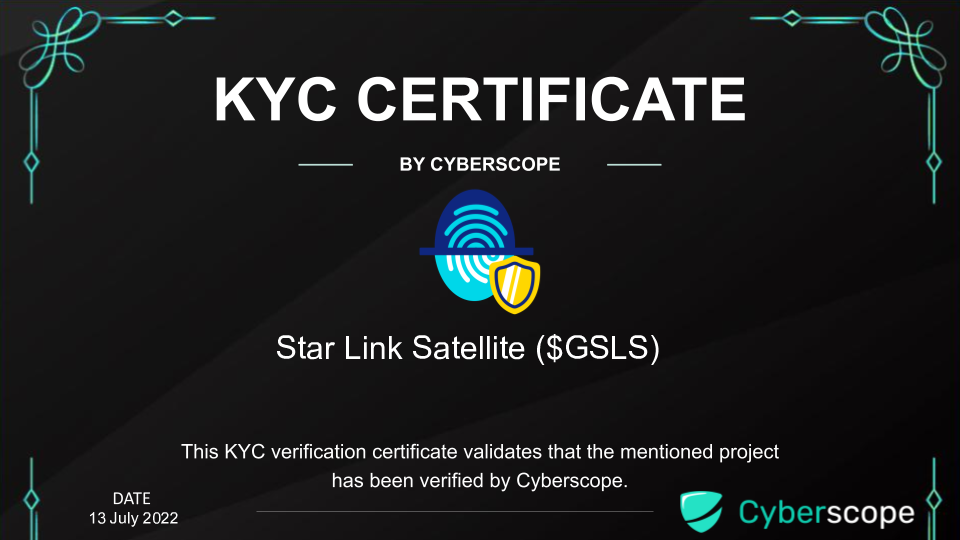 KYC CERTIFICATE
BY CYBERSCOPE
Star Link Satellite ($GSLS)
This KYC verification certificate validates that the mentioned project
has been verified by Cyberscope.
DATE
13 July 2022
Cyberscope